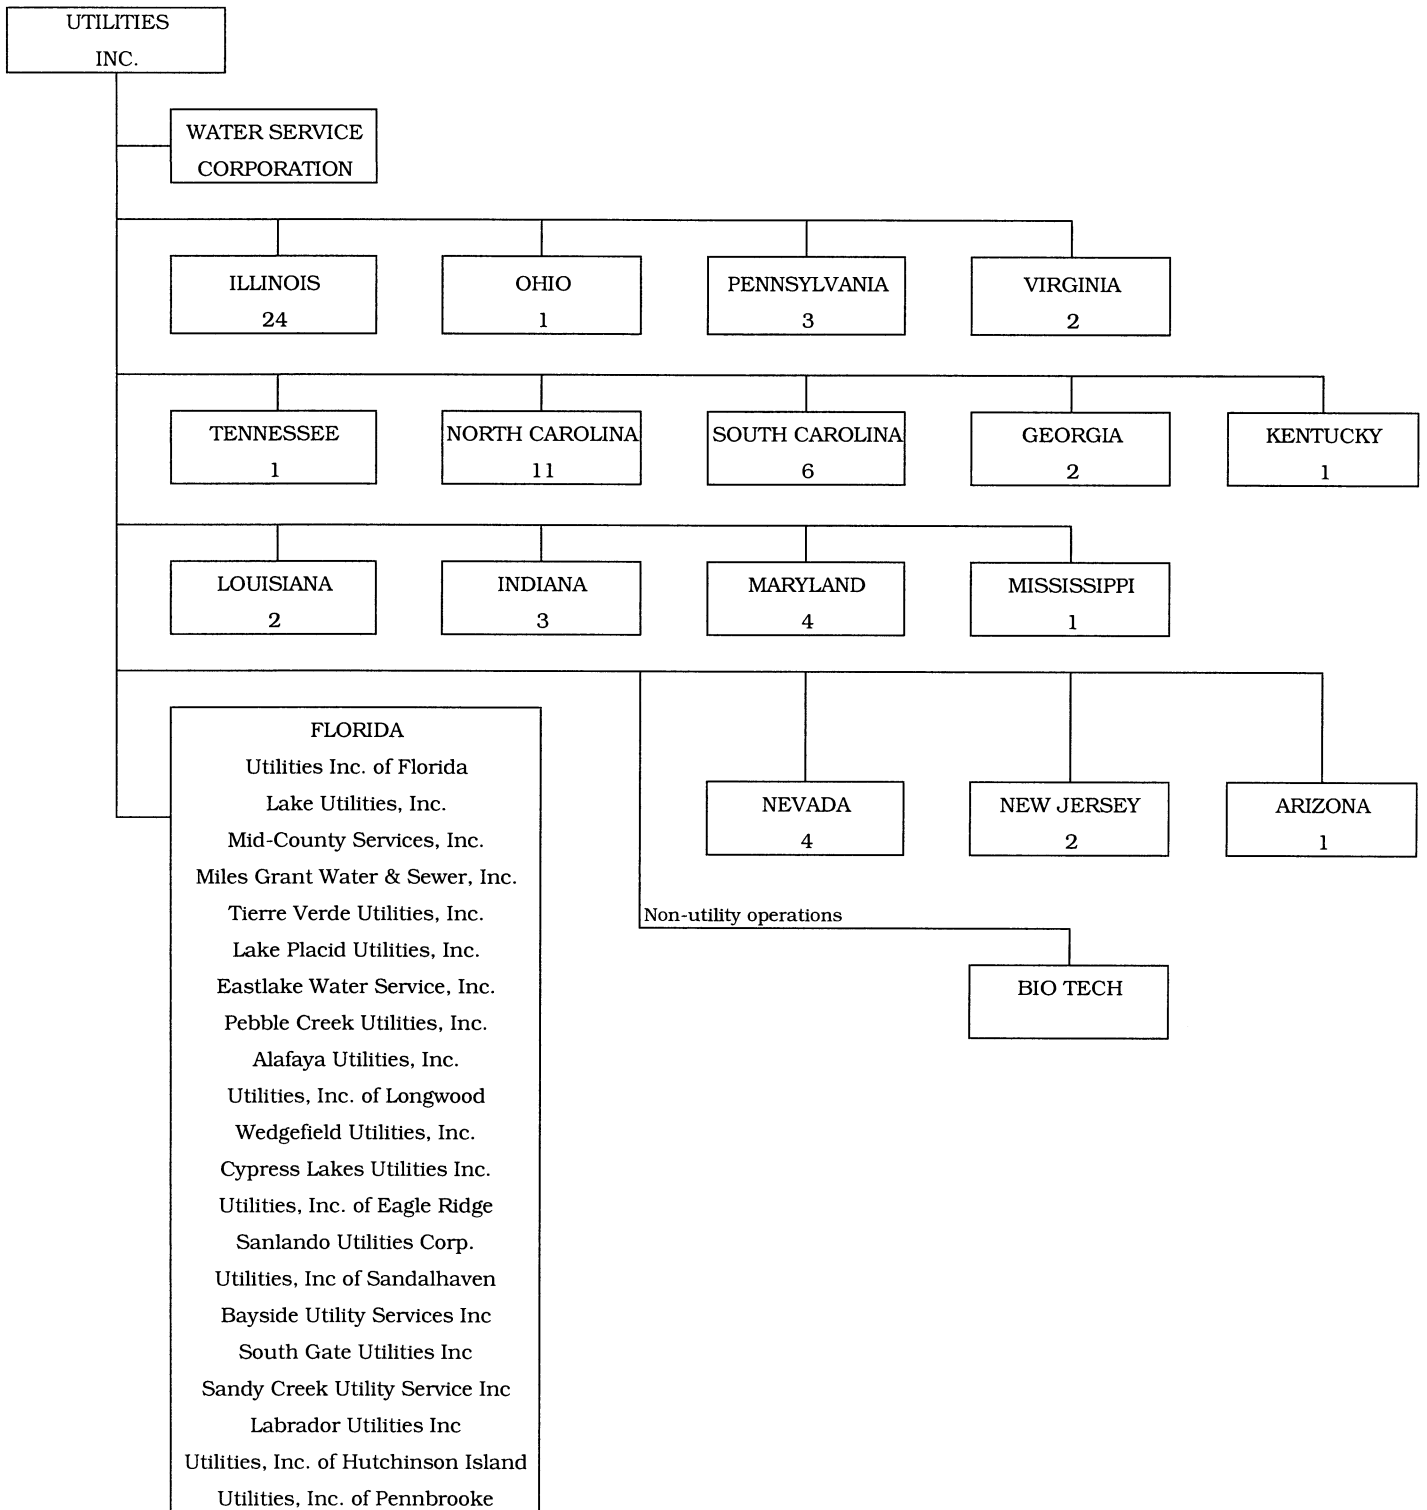 UTILITIES
INC.
WATER SERVICE
CORPORATION
ILLINOIS
24
OHIO
1
PENNSYLVANIA
3
VIRGINIA
2
TENNESSEE
1
NORTH CAROLINA
11
SOUTH CAROLINA
6
GEORGIA
2
KENTUCKY
1
LOUISIANA
2
INDIANA
3
MARYLAND
4
MISSISSIPPI
1
FLORIDA
Utilities Inc. of Florida
Lake Utilities, Inc.
Mid-County Services, Inc.
Miles Grant Water & Sewer, Inc.
Tierre Verde Utilities, Inc.
Lake Placid Utilities, Inc.
Eastlake Water Service, Inc.
Pebble Creek Utilities, Inc.
Alafaya Utilities, Inc.
Utilities, Inc. of Longwood
Wedgefield Utilities, Inc.
Cypress Lakes Utilities Inc.
Utilities, Inc. of Eagle Ridge
Sanlando Utilities Corp.
Utilities, Inc of Sandalhaven
Bayside Utility Services Inc
South Gate Utilities Inc
Sandy Creek Utility Service Inc
Labrador Utilities Inc
Utilities, Inc. of Hutchinson Island
Utilities, Inc. of Pennbrooke
NEVADA
4
NEW JERSEY
2
ARIZONA
1
Non-utility operations
BIO TECH